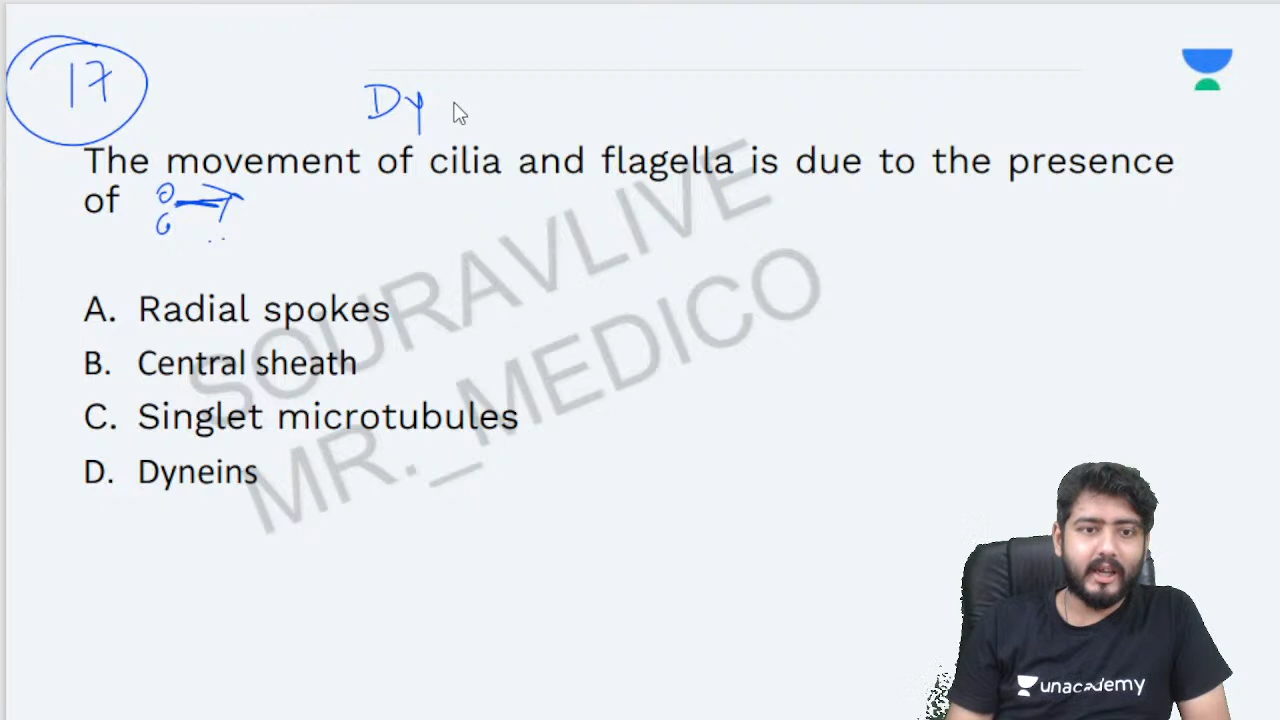 17
Dy
The movement of cilia and flagella is due to the presence
of
A. Radial spokes
B. Central sheath
C. Singlet microtubules
D. Dyneins
SOURAVLIVE
MR._MEDICO
unacademy